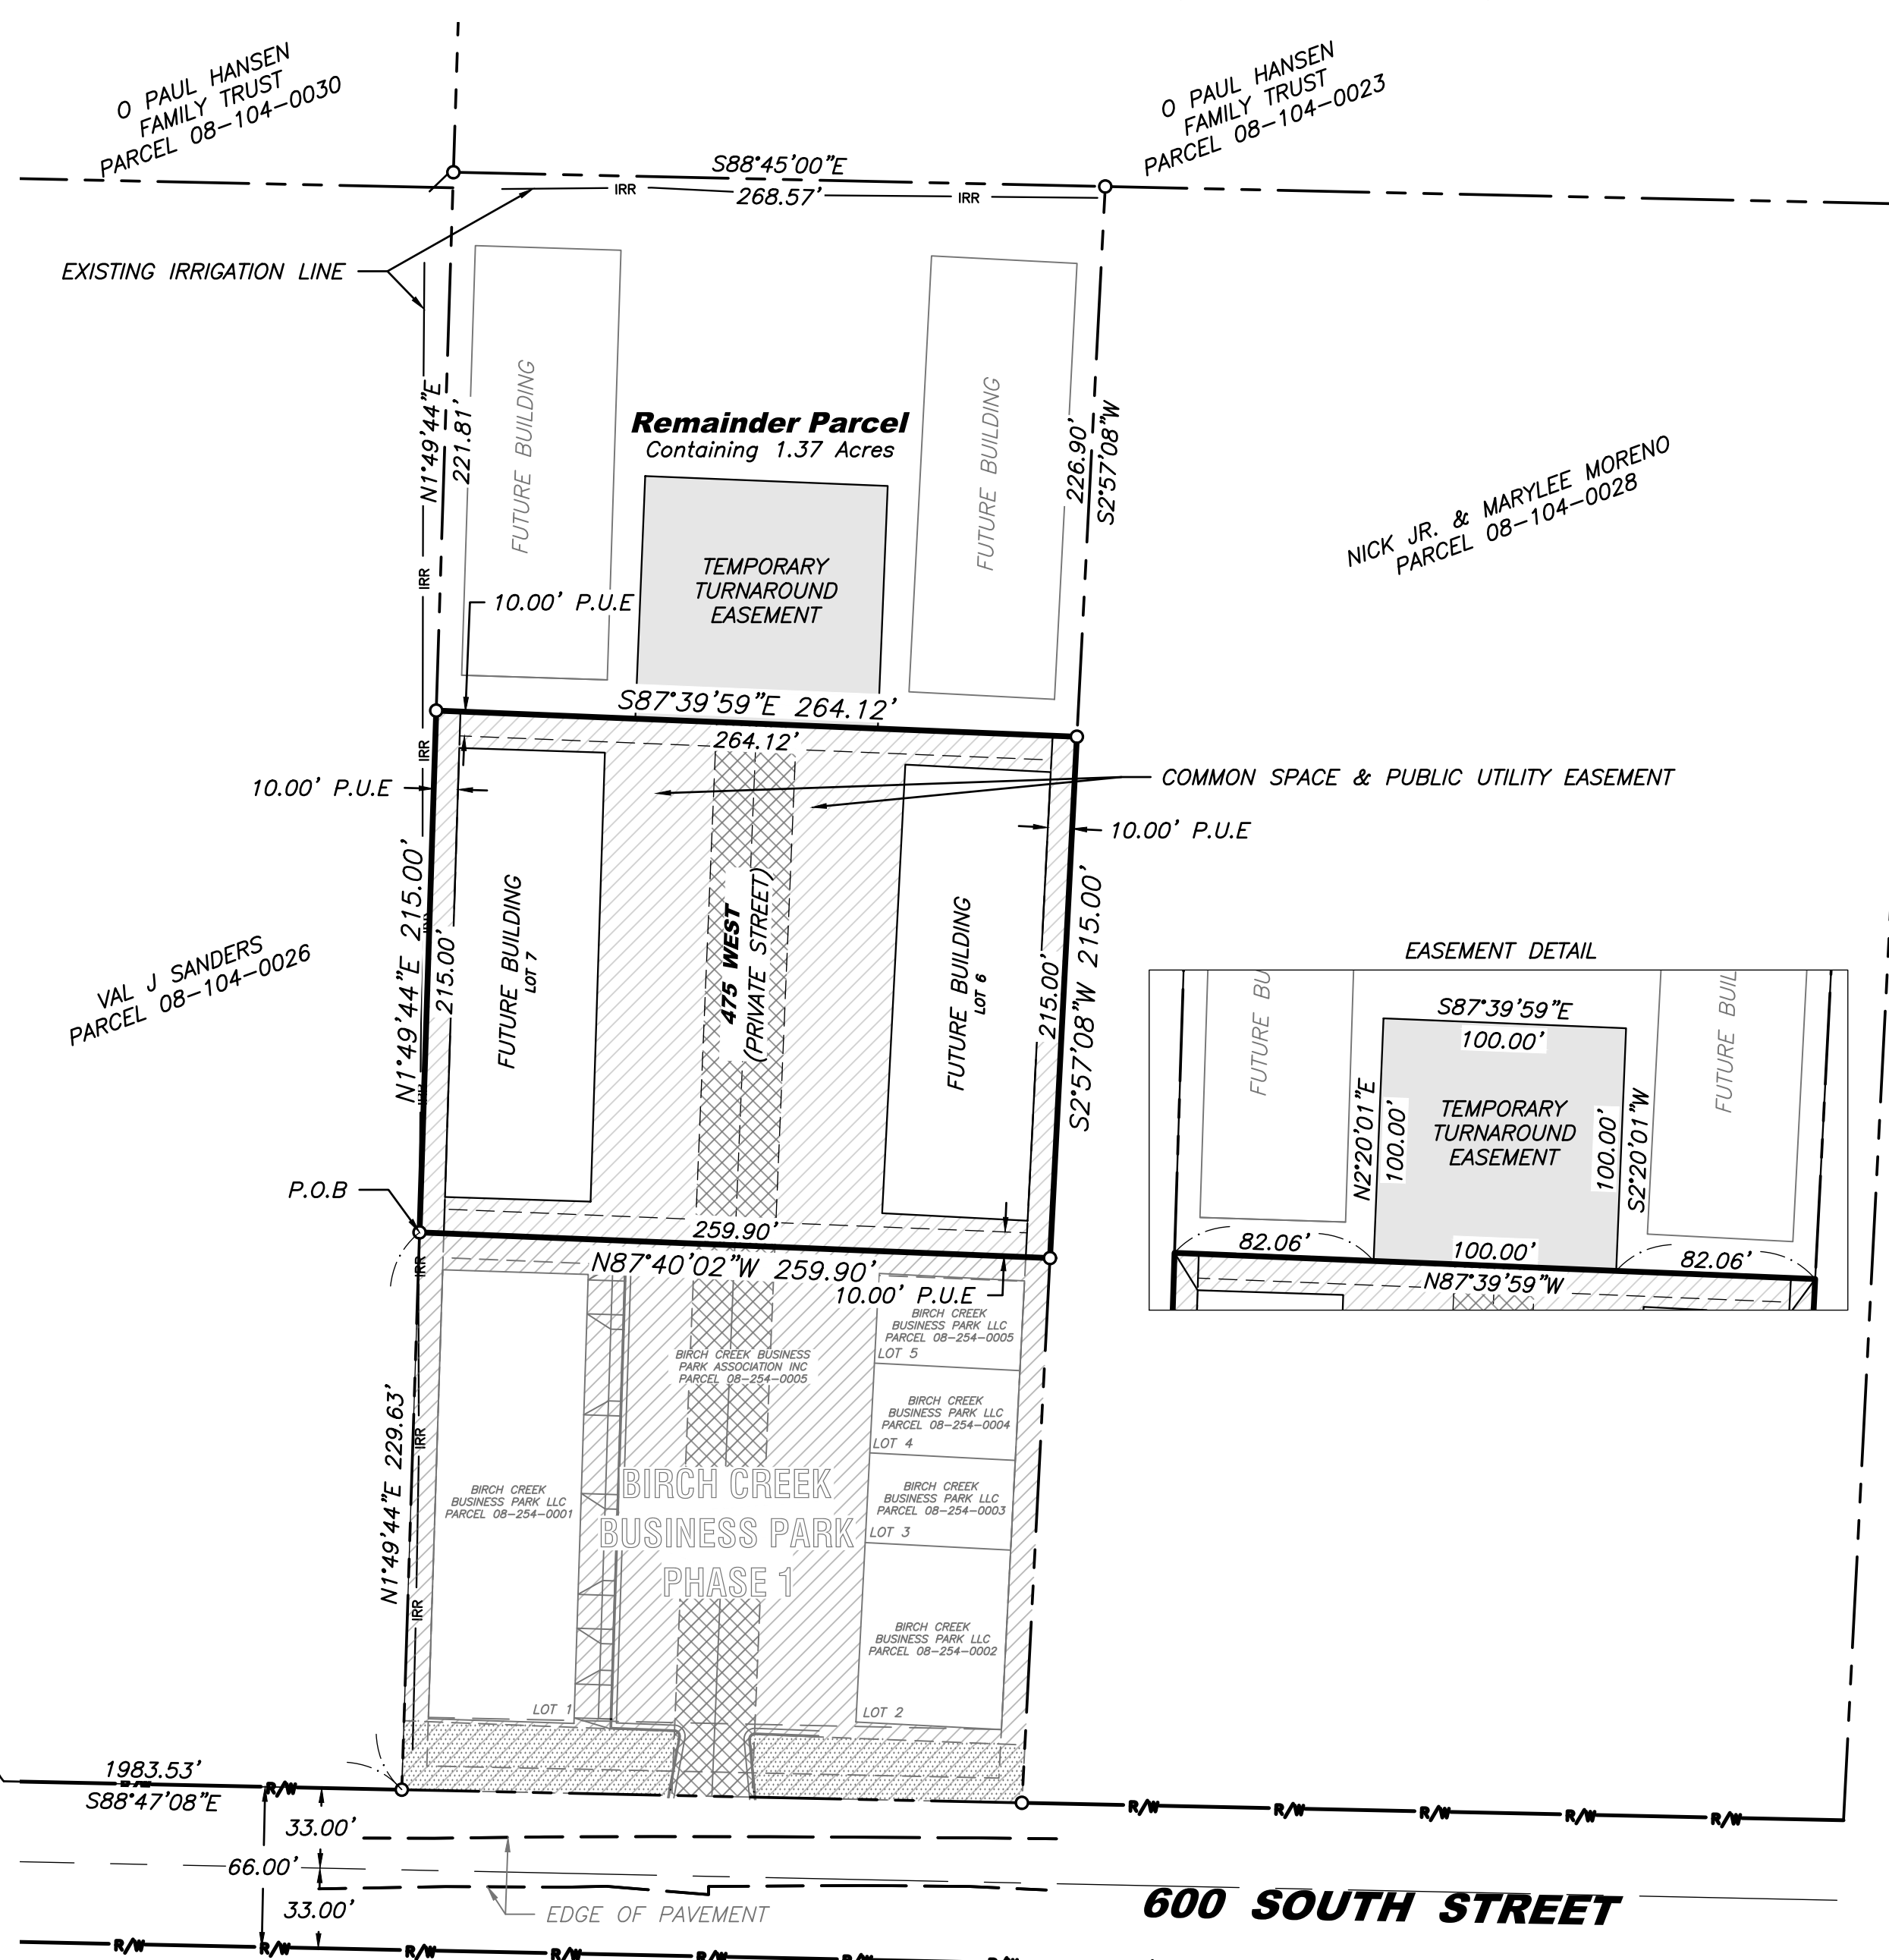 O PAUL HANSEN
FAMILY TRUST
PARCEL 08-104-0030
O PAUL HANSEN
FAMILY TRUST
PARCEL 08-104-0023
S88°45'00"E
IRR
268.57'
IRR
EXISTING IRRIGATION LINE
FUTURE BUILDING
FUTURE BUILDING
N1°49'44"E
221.81'
226.90'
S2°57'08"W
Remainder Parcel
Containing 1.37 Acres
NICK JR. & MARYLEE MORENO
PARCEL 08-104-0028
TEMPORARY
TURNAROUND
EASEMENT
IRR
10.00' P.U.E
S87°39'59"E 264.12'
264.12'
IRR
10.00' P.U.E
COMMON SPACE & PUBLIC UTILITY EASEMENT
10.00' P.U.E
N1°49'44"E 215.00'
215.00'
FUTURE BUILDING
LOT 7
475 WEST
(PRIVATE STREET)
FUTURE BUILDING
LOT 6
215.00'
S2°57'08"W 215.00'
VAL J SANDERS
PARCEL 08-104-0026
EASEMENT DETAIL
FUTURE BU
FUTURE BUIL
S87°39'59"E
100.00'
N2°20'01"E
100.00'
TEMPORARY
TURNAROUND
EASEMENT
100.00'
S2°20'01"W
82.06'
100.00'
82.06'
N87°39'59"W
P.O.B
259.90'
N87°40'02"W 259.90'
10.00' P.U.E
IRR
BIRCH CREEK
BUSINESS PARK LLC
PARCEL 08-254-0005
LOT 5
BIRCH CREEK BUSINESS
PARK ASSOCIATION INC
PARCEL 08-254-0005
BIRCH CREEK
BUSINESS PARK LLC
PARCEL 08-254-0004
LOT 4
N1°49'44"E 229.63'
IRR
BIRCH CREEK
BUSINESS PARK LLC
PARCEL 08-254-0001
BIRCH CREEK
BUSINESS PARK
PHASE 1
BIRCH CREEK
BUSINESS PARK LLC
PARCEL 08-254-0003
LOT 3
IRR
BIRCH CREEK
BUSINESS PARK LLC
PARCEL 08-254-0002
LOT 1
LOT 2
1983.53'
R/W
S88°47'08"E
R/W R/W R/W R/W R/W
33.00'
66.00'
33.00'
EDGE OF PAVEMENT
600 SOUTH STREET
R/W R/W R/W R/W R/W R/W R/W